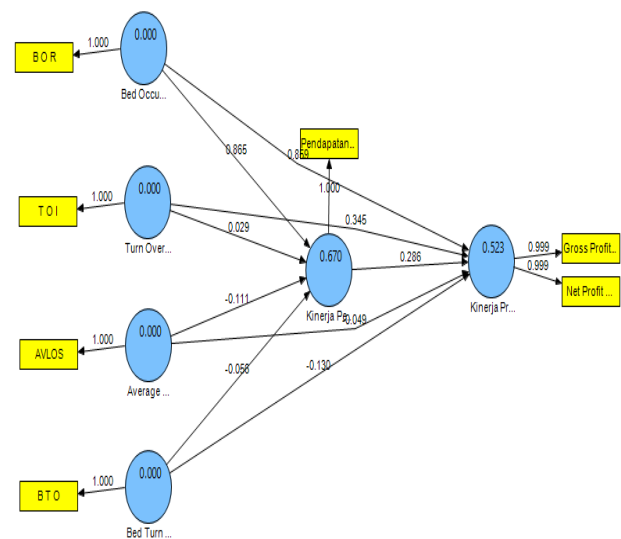 0.000
1.000
B O R
Bed Occu...
Pendapatan..
0.865
0.859
0.000
1.000
1.000
T O I
0.345
0.029
Turn Over...
0.523
0.999
Gross Profit...
0.670
0.286
0.999
Net Profit ...
-0.111
Kinerja Pr...
0.000
-0.049
1.000
AVLOS
-0.056
-0.130
Average ...
0.000
1.000
B T O
Bed Turn ...